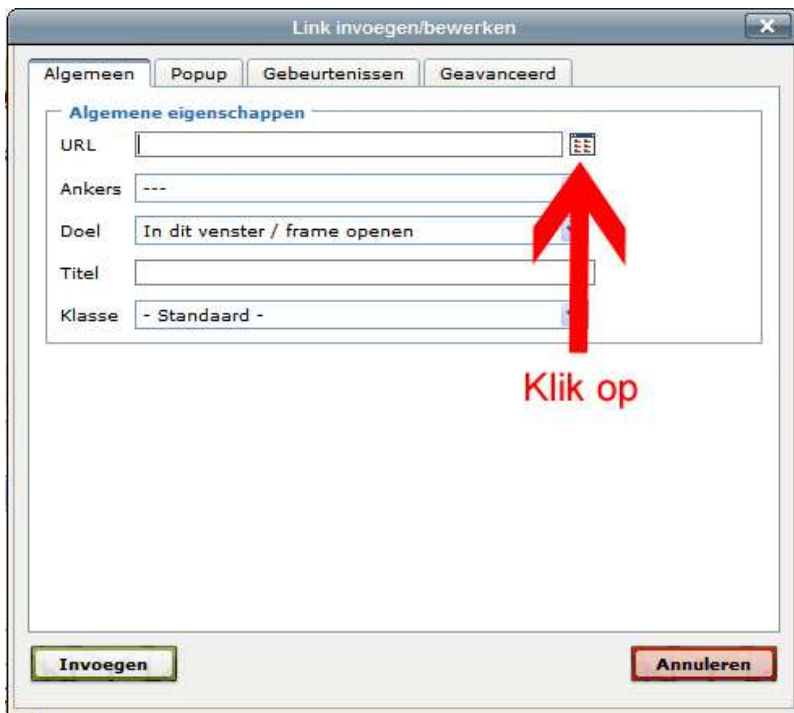 Link invoegen/bewerken
Algemeen Popup Gebeurtenissen Geavanceerd
Algemene eigenschappen
URL
Ankers ---
Doel In dit venster / frame openen
Titel
Klasse - Standaard -
Klik op
Invoegen Annuleren